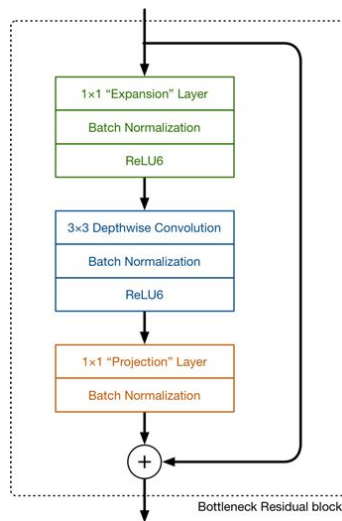 1×1 “Expansion” Layer
Batch Normalization
ReLU6
3×3 Depthwise Convolution
Batch Normalization
ReLU6
1×1 “Projection” Layer
Batch Normalization
+
Bottleneck Residual block